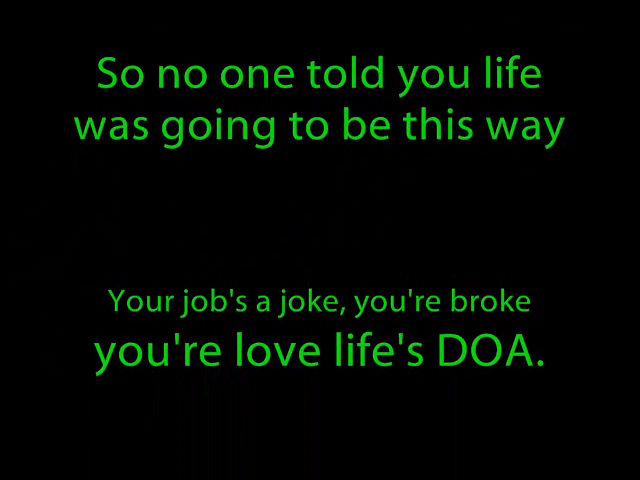 So no one told you life
was going to be this way
Your job's a joke, you're broke
you're love life's DOA.